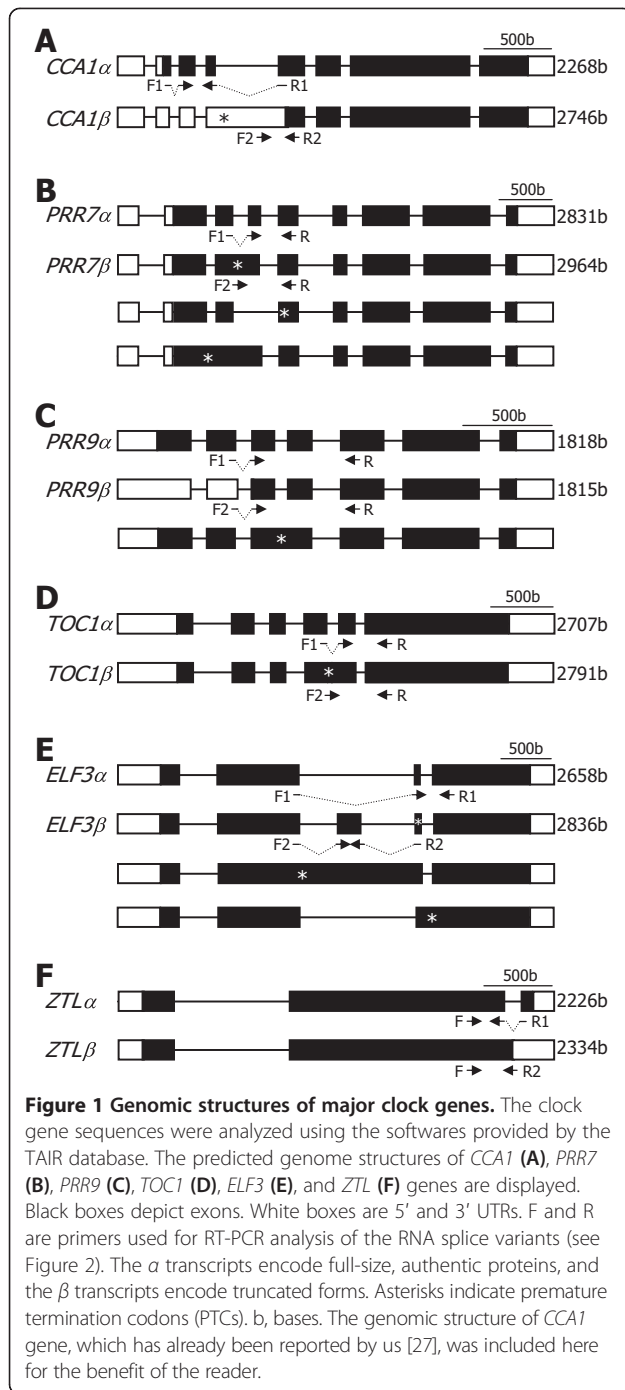 A
500b
CCA1α
2268b
F1
R1
CCA1β
*
2746b
F2
R2
B
500b
PRR7α
2831b
F1
R
PRR7β
*
2964b
F2
R
*
*
C
500b
PRR9α
1818b
F1
R
PRR9β
1815b
F2
R
*
D
500b
TOC1α
2707b
F1
R
TOC1β
*
2791b
F2
R
E
500b
ELF3α
2658b
F1
R1
ELF3β
*
2836b
F2
R2
*
*
F
500b
ZTLα
2226b
F
R1
ZTLβ
2334b
F
R2
Figure 1 Genomic structures of major clock genes. The clock
gene sequences were analyzed using the softwares provided by the
TAIR database. The predicted genome structures of CCA1 (A), PRR7
(B), PRR9 (C), TOC1 (D), ELF3 (E), and ZTL (F) genes are displayed.
Black boxes depict exons. White boxes are 5′ and 3′ UTRs. F and R
are primers used for RT-PCR analysis of the RNA splice variants (see
Figure 2). The α transcripts encode full-size, authentic proteins, and
the β transcripts encode truncated forms. Asterisks indicate premature
termination codons (PTCs). b, bases. The genomic structure of CCA1
gene, which has already been reported by us [27], was included here
for the benefit of the reader.